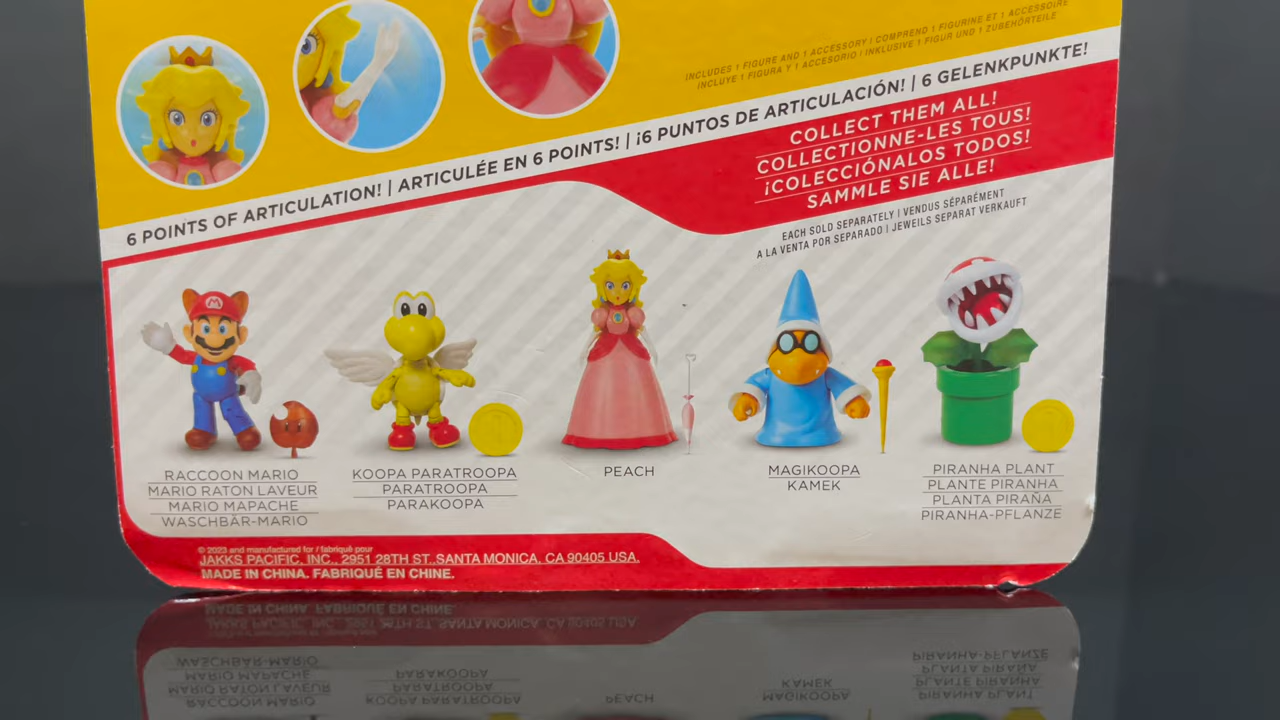 INCLUDES 1 FIGURE AND 1 ACCESSORY | COMPREND 1 FIGURINE ET 1 ACCESSOIRE
INCLUYE 1 FIGURA Y 1 ACCESORIO | INKLUSIVE 1 FIGUR UND 1 ZUBEHÖRTEILE
6 POINTS OF ARTICULATION! | ARTICULÉE EN 6 POINTS! | ¡6 PUNTOS DE ARTICULACIÓN! | 6 GELENKPUNKTE!
COLLECT THEM ALL!
COLLECTIONNE-LES TOUS!
¡COLECCIÓNALOS TODOS!
SAMMLE SIE ALLE!
EACH SOLD SEPARATELY | VENDUS SÉPARÉMENT
A LA VENTA POR SEPARADO | JEWEILS SEPARAT VERKAUFT
RACCOON MARIO
MARIO RATON LAVEUR
MARIO MAPACHE
WASCHBÄR-MARIO
KOOPA PARATROOPA
PARATROOPA
PARAKOOPA
PEACH
MAGIKOOPA
KAMEK
PIRANHA PLANT
PLANTE PIRANHA
PLANTA PIRAÑA
PIRANHA-PFLANZE
© 2023 and manufactured for / fabriqué pour
JAKKS PACIFIC, INC., 2951 28TH ST., SANTA MONICA, CA 90405 USA.
MADE IN CHINA. FABRIQUÉ EN CHINE.